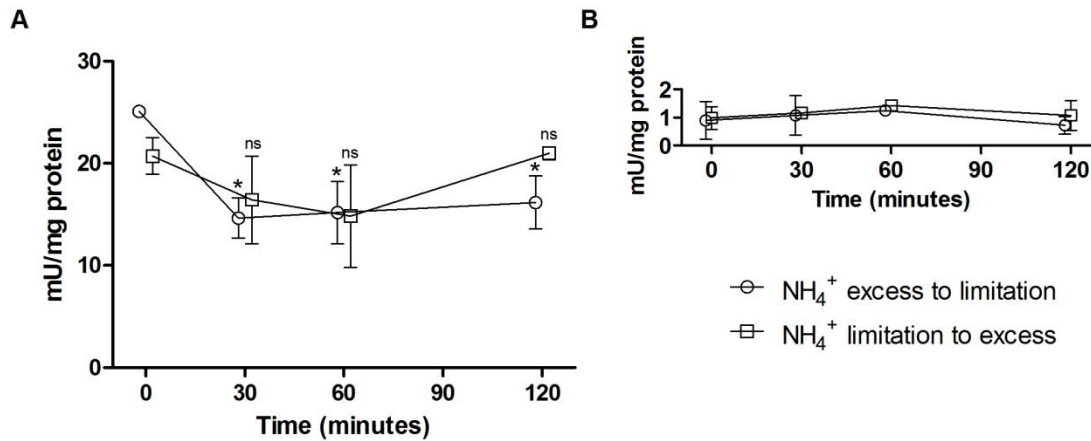 A
mU/mg protein
30
20
10
0
ns
ns
ns
*
*
*
0 30 60 90 120
Time (minutes)
B
mU/mg protein
2
1
0
0 30 60 90 120
Time (minutes)
NH₄⁺ excess to limitation
NH₄⁺ limitation to excess